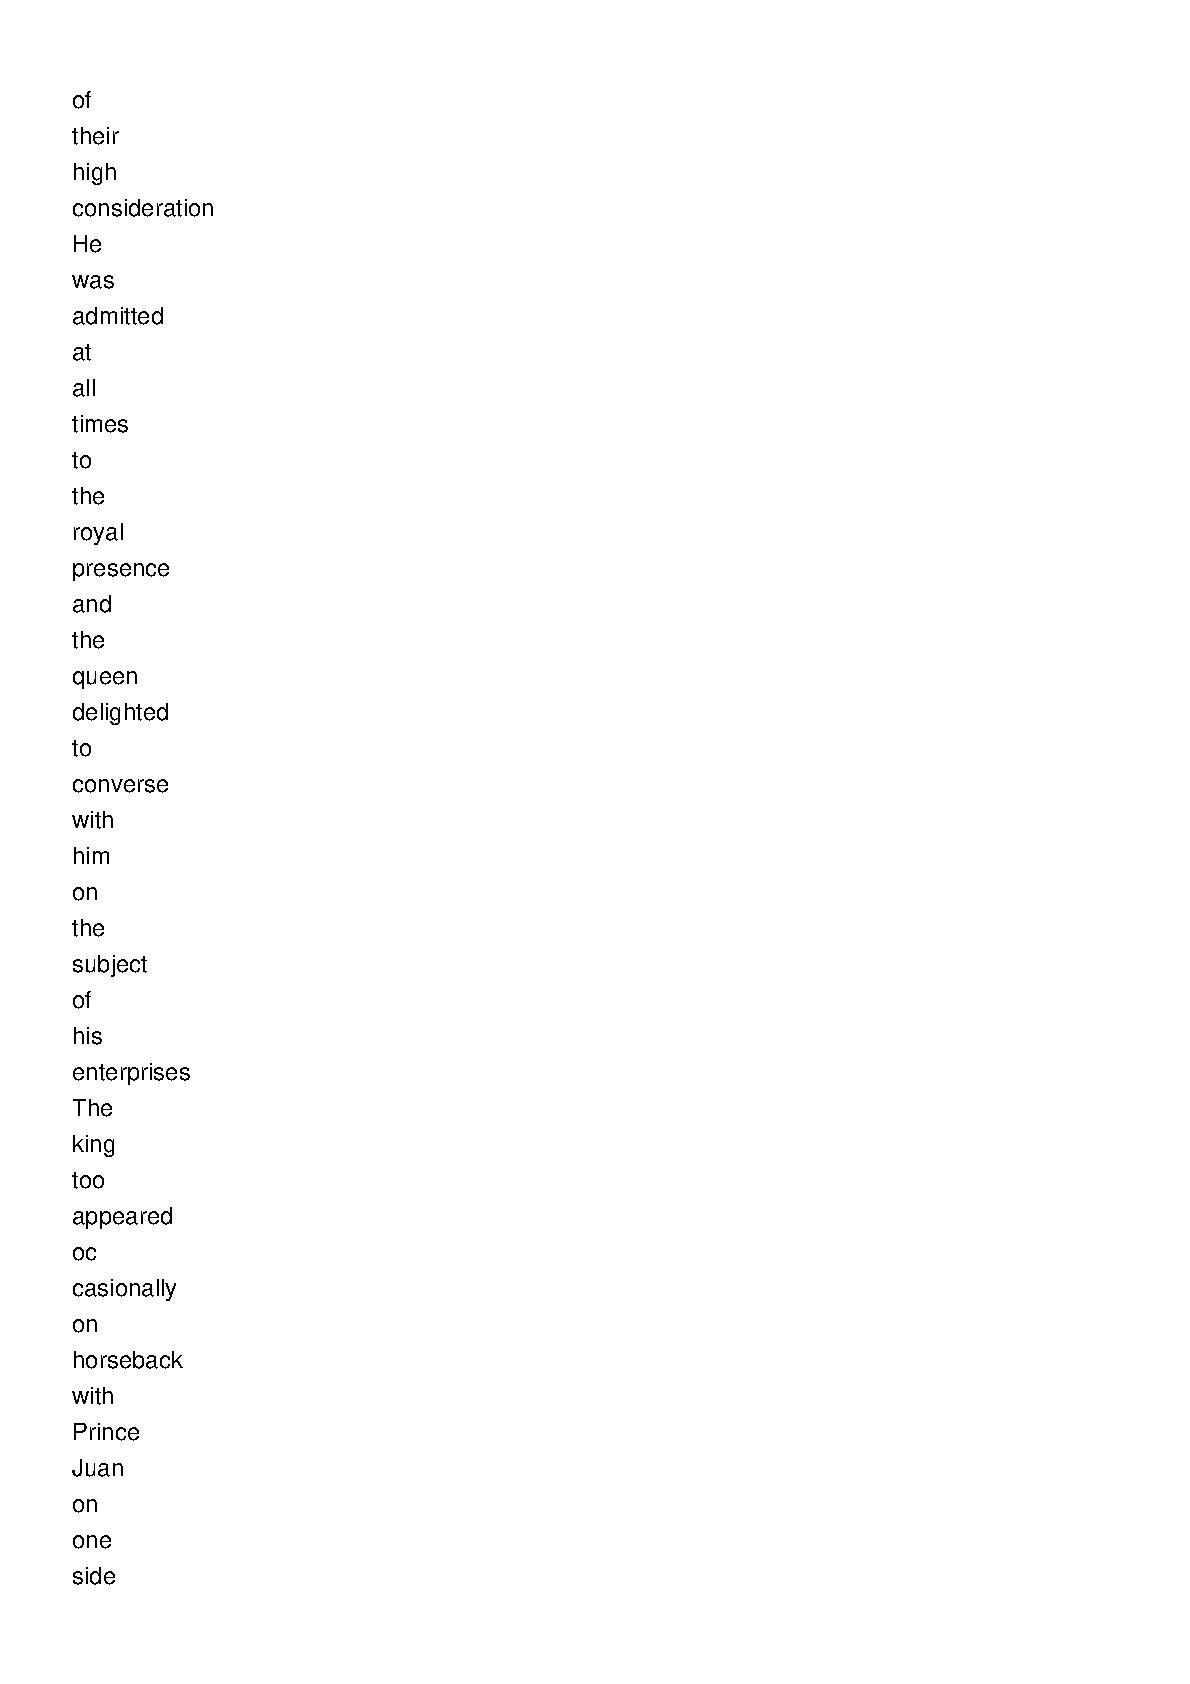 of
their
high
consideration
He
was
admitted
at
all
times
to
the
royal
presence
and
the
queen
delighted
to
converse
with
him
on
the
subject
of
his
enterprises
The
king
too
appeared
oc
casionally
on
horseback
with
Prince
Juan
on
one
side